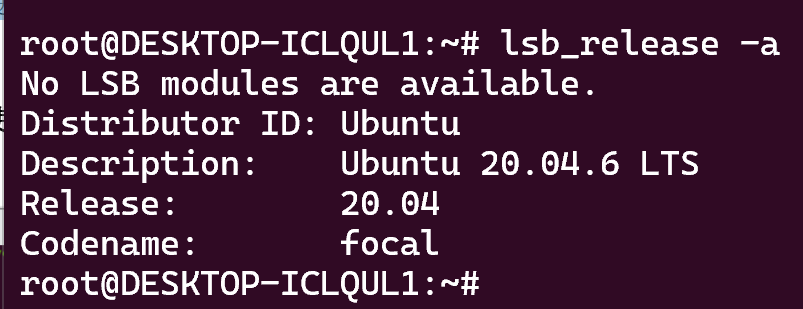 root@DESKTOP-ICLQUL1:~# lsb_release -a
No LSB modules are available.
Distributor ID: Ubuntu
Description:    Ubuntu 20.04.6 LTS
Release:        20.04
Codename:       focal
root@DESKTOP-ICLQUL1:~#